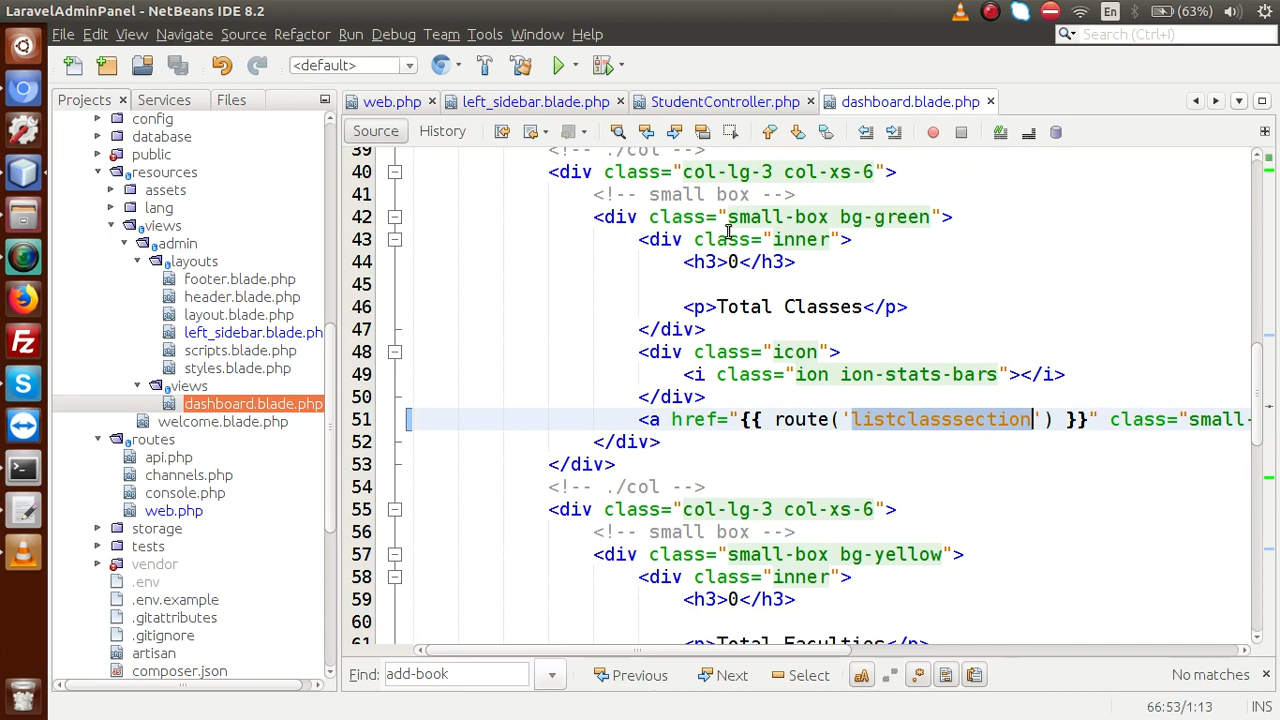 LaravelAdminPanel - NetBeans IDE 8.2
En
(63%)
File Edit View Navigate Source Refactor Run Debug Team Tools Window Help
Search (Ctrl+I)
<default>
Projects
Services
Files
web.php
left_sidebar.blade.php
StudentController.php
dashboard.blade.php
Source
History
config
database
public
resources
assets
lang
views
admin
layouts
footer.blade.php
header.blade.php
layout.blade.php
left_sidebar.blade.ph
scripts.blade.php
styles.blade.php
views
dashboard.blade.php
welcome.blade.php
routes
api.php
channels.php
console.php
web.php
storage
tests
vendor
.env
.env.example
.gitattributes
.gitignore
artisan
composer.json
39 <!-- ./col -->
40 <div class="col-lg-3 col-xs-6">
41 <!-- small box -->
42 <div class="small-box bg-green">
43 <div class="inner">
44 <h3>0</h3>
45
46 <p>Total Classes</p>
47 </div>
48 <div class="icon">
49 <i class="ion ion-stats-bars"></i>
50 </div>
51 <a href="{{ route('listclasssection') }}" class="small-
52 </div>
53 </div>
54 <!-- ./col -->
55 <div class="col-lg-3 col-xs-6">
56 <!-- small box -->
57 <div class="small-box bg-yellow">
58 <div class="inner">
59 <h3>0</h3>
60
61 <p>Total Faculties</p>
Find: add-book
Previous
Next
Select
aA
No matches
66:53/1:13
INS